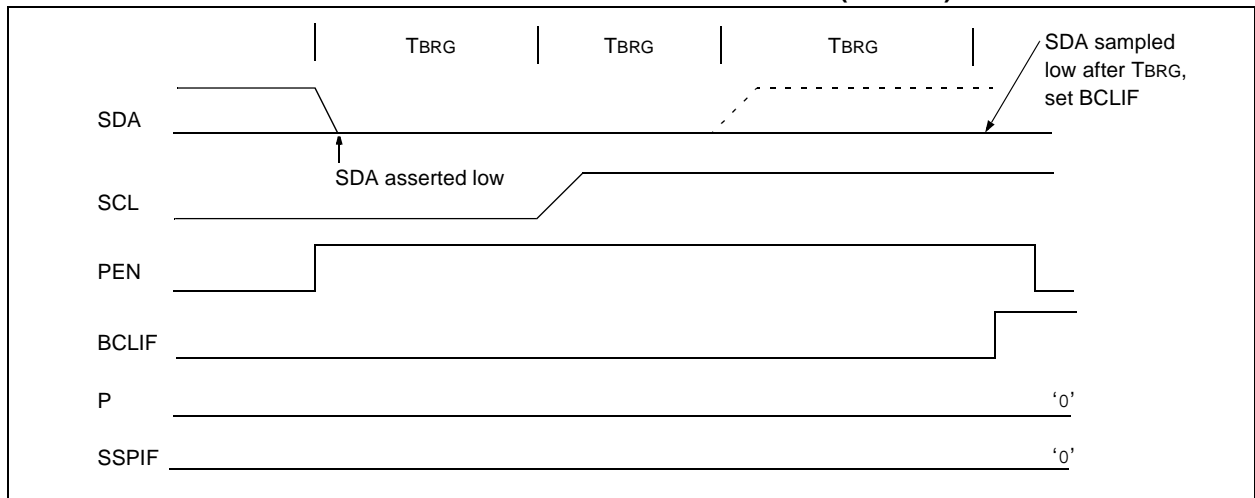 TBRG TBRG TBRG
SDA sampled
low after TBRG,
set BCLIF
SDA
SDA asserted low
SCL
PEN
BCLIF
P
‘0’
SSPIF
‘0’